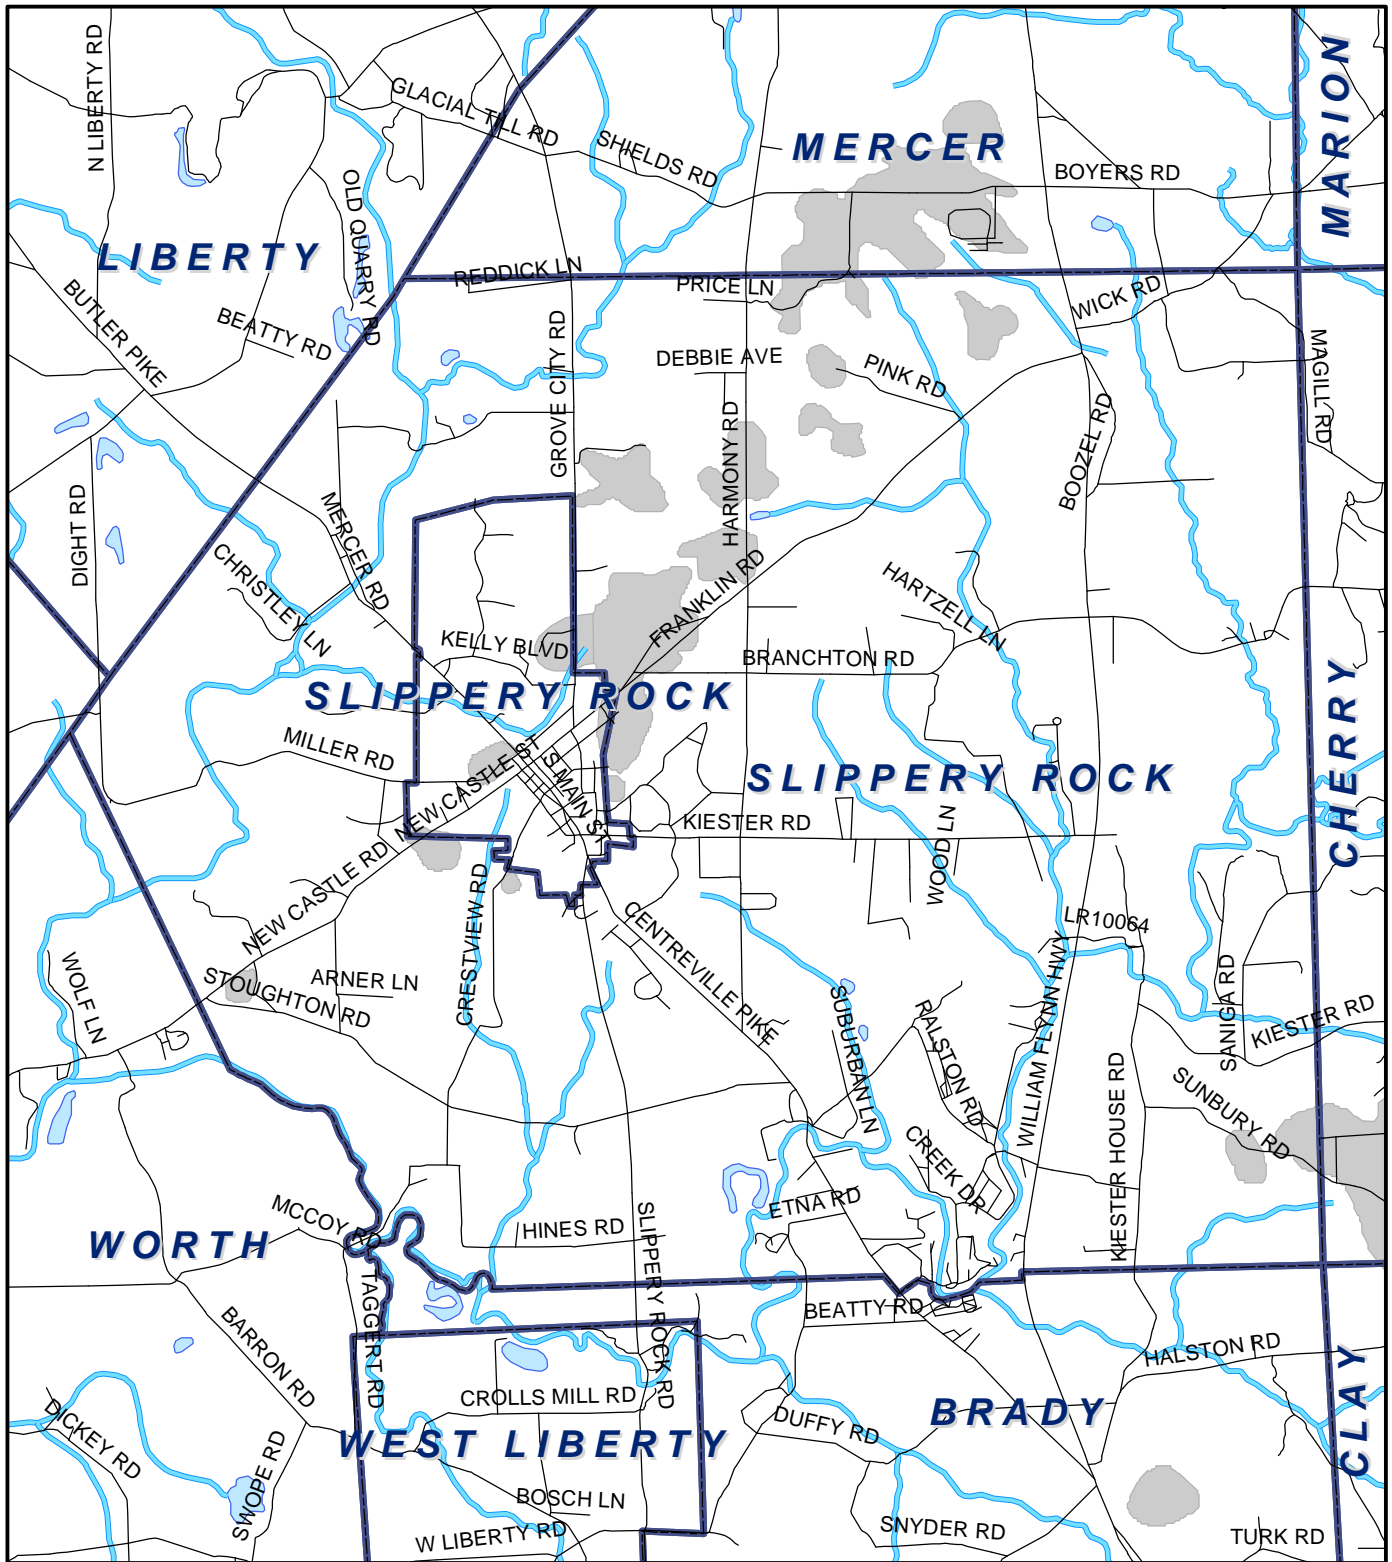 N LIBERTY RD
GLACIAL TILL RD
SHIELDS RD
MERCER
MARION
BOYERS RD
OLD QUARRY RD
LIBERTY
REDDICK LN
PRICE LN
WICK RD
BUTLER PIKE
BEATTY RD
GROVE CITY RD
DEBBIE AVE
PINK RD
MAGILL RD
HARMONY RD
BOOZEL RD
DIGHT RD
MERCER RD
CHRISTLEY LN
FRANKLIN RD
HARTZELL LN
KELLY BLVD
BRANCHTON RD
SLIPPERY ROCK
MILLER RD
NEW CASTLE ST
S MAIN ST
SLIPPERY ROCK
CHERRY
KIESTER RD
WOOD LN
NEW CASTLE RD
CRESTVIEW RD
CENTREVILLE PIKE
LR10064
WOLF LN
STOUGHTON RD
ARNER LN
SUBURBAN LN
RALSTON RD
WILLIAM FLYNN HWY
SANIGA RD
KIESTER RD
KIESTER HOUSE RD
SUNBURY RD
CREEK DR
MCCOY RD
ETNA RD
HINES RD
WORTH
SLIPPERY ROCK RD
TAGGERT RD
BARRON RD
BEATTY RD
HALSTON RD
CROLLS MILL RD
BRADY
CLAY
DICKEY RD
SWOPE RD
WEST LIBERTY
DUFFY RD
BOSCH LN
W LIBERTY RD
SNYDER RD
TURK RD